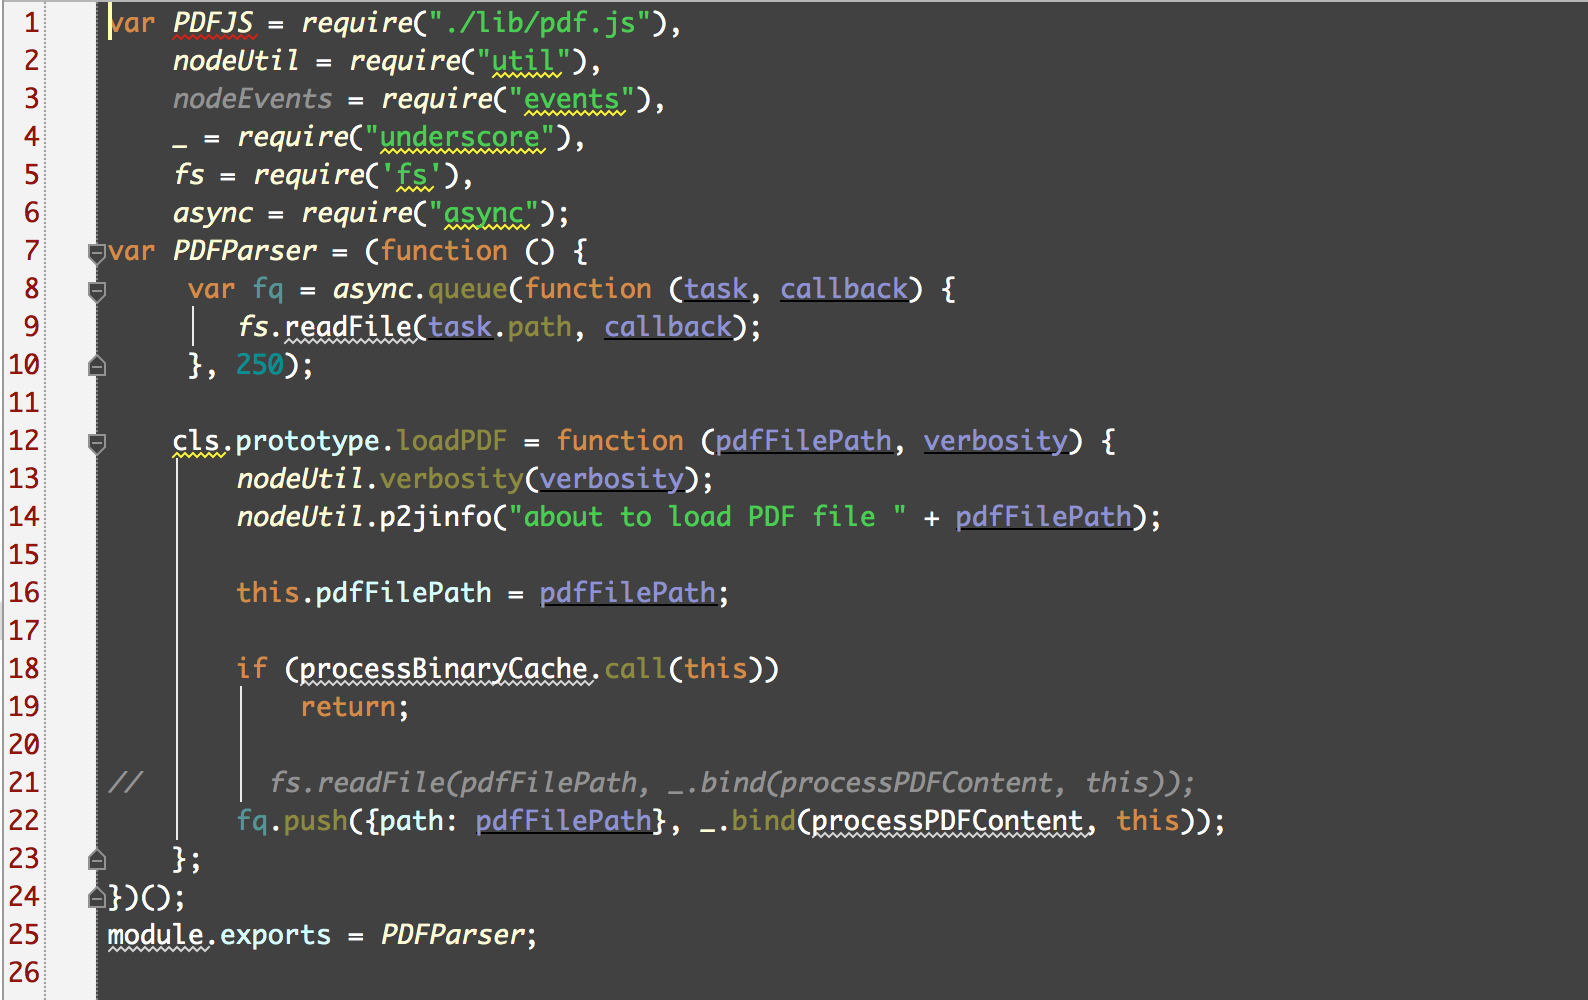 1 var PDFJS = require("./lib/pdf.js"),
2 nodeUtil = require("util"),
3 nodeEvents = require("events"),
4 _ = require("underscore"),
5 fs = require('fs'),
6 async = require("async");
7 var PDFParser = (function () {
8 var fq = async.queue(function (task, callback) {
9 fs.readFile(task.path, callback);
10 }, 250);
11
12 cls.prototype.loadPDF = function (pdfFilePath, verbosity) {
13 nodeUtil.verbosity(verbosity);
14 nodeUtil.p2jinfo("about to load PDF file " + pdfFilePath);
15
16 this.pdfFilePath = pdfFilePath;
17
18 if (processBinaryCache.call(this))
19 return;
20
21 // fs.readFile(pdfFilePath, _.bind(processPDFContent, this));
22 fq.push({path: pdfFilePath}, _.bind(processPDFContent, this));
23 };
24 })();
25 module.exports = PDFParser;
26